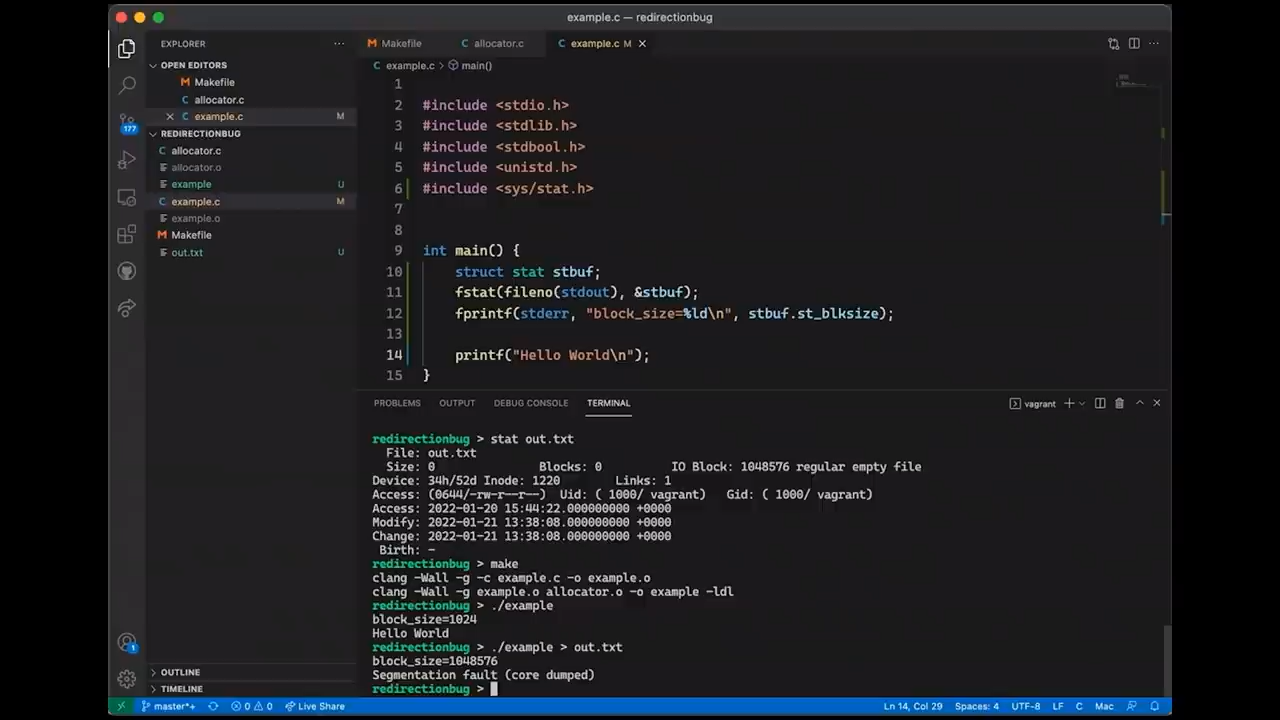 example.c — redirectionbug
EXPLORER
OPEN EDITORS
Makefile
allocator.c
example.c M
177
REDIRECTIONBUG
allocator.c
allocator.o
example U
example.c M
example.o
Makefile
out.txt U
OUTLINE
TIMELINE
Makefile allocator.c example.c M
example.c > main()
1
2 #include <stdio.h>
3 #include <stdlib.h>
4 #include <stdbool.h>
5 #include <unistd.h>
6 #include <sys/stat.h>
7
8
9 int main() {
10 struct stat stbuf;
11 fstat(fileno(stdout), &stbuf);
12 fprintf(stderr, "block_size=%ld\n", stbuf.st_blksize);
13
14 printf("Hello World\n");
15 }
PROBLEMS OUTPUT DEBUG CONSOLE TERMINAL vagrant
redirectionbug > stat out.txt
File: out.txt
Size: 0 Blocks: 0 IO Block: 1048576 regular empty file
Device: 34h/52d Inode: 1220 Links: 1
Access: (0644/-rw-r--r--) Uid: ( 1000/ vagrant) Gid: ( 1000/ vagrant)
Access: 2022-01-20 15:44:22.000000000 +0000
Modify: 2022-01-21 13:38:08.000000000 +0000
Change: 2022-01-21 13:38:08.000000000 +0000
Birth: -
redirectionbug > make
clang -Wall -g -c example.c -o example.o
clang -Wall -g example.o allocator.o -o example -ldl
redirectionbug > ./example
block_size=1024
Hello World
redirectionbug > ./example > out.txt
block_size=1048576
Segmentation fault (core dumped)
redirectionbug >
1
master*+ 0 0 Live Share Ln 14, Col 29 Spaces: 4 UTF-8 LF C Mac